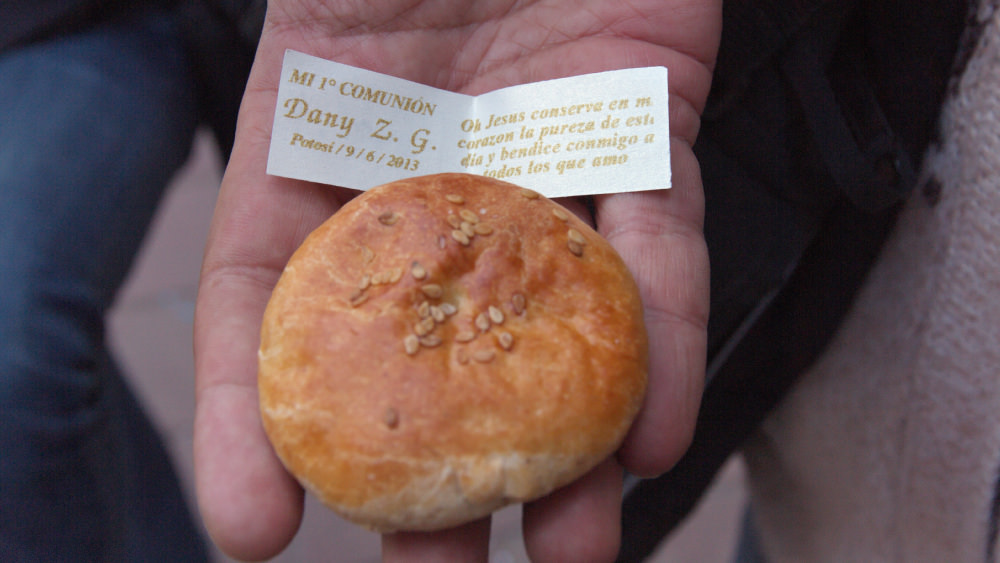 MI 1° COMUNIÓN
Dany Z. G.
Potosí / 9 / 6 / 2013
Oh Jesus conserva en m
corazon la pureza de est
día y bendice conmigo a
todos los que amo